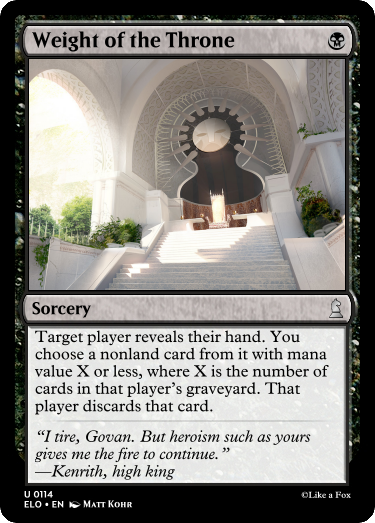 Weight of the Throne
Sorcery
Target player reveals their hand. You
choose a nonland card from it with mana
value X or less, where X is the number of
cards in that player's graveyard. That
player discards that card.
“I tire, Govan. But heroism such as yours
gives me the fire to continue.”
—Kenrith, high king
U 0114
ELO • EN Matt Kohr
©Like a Fox